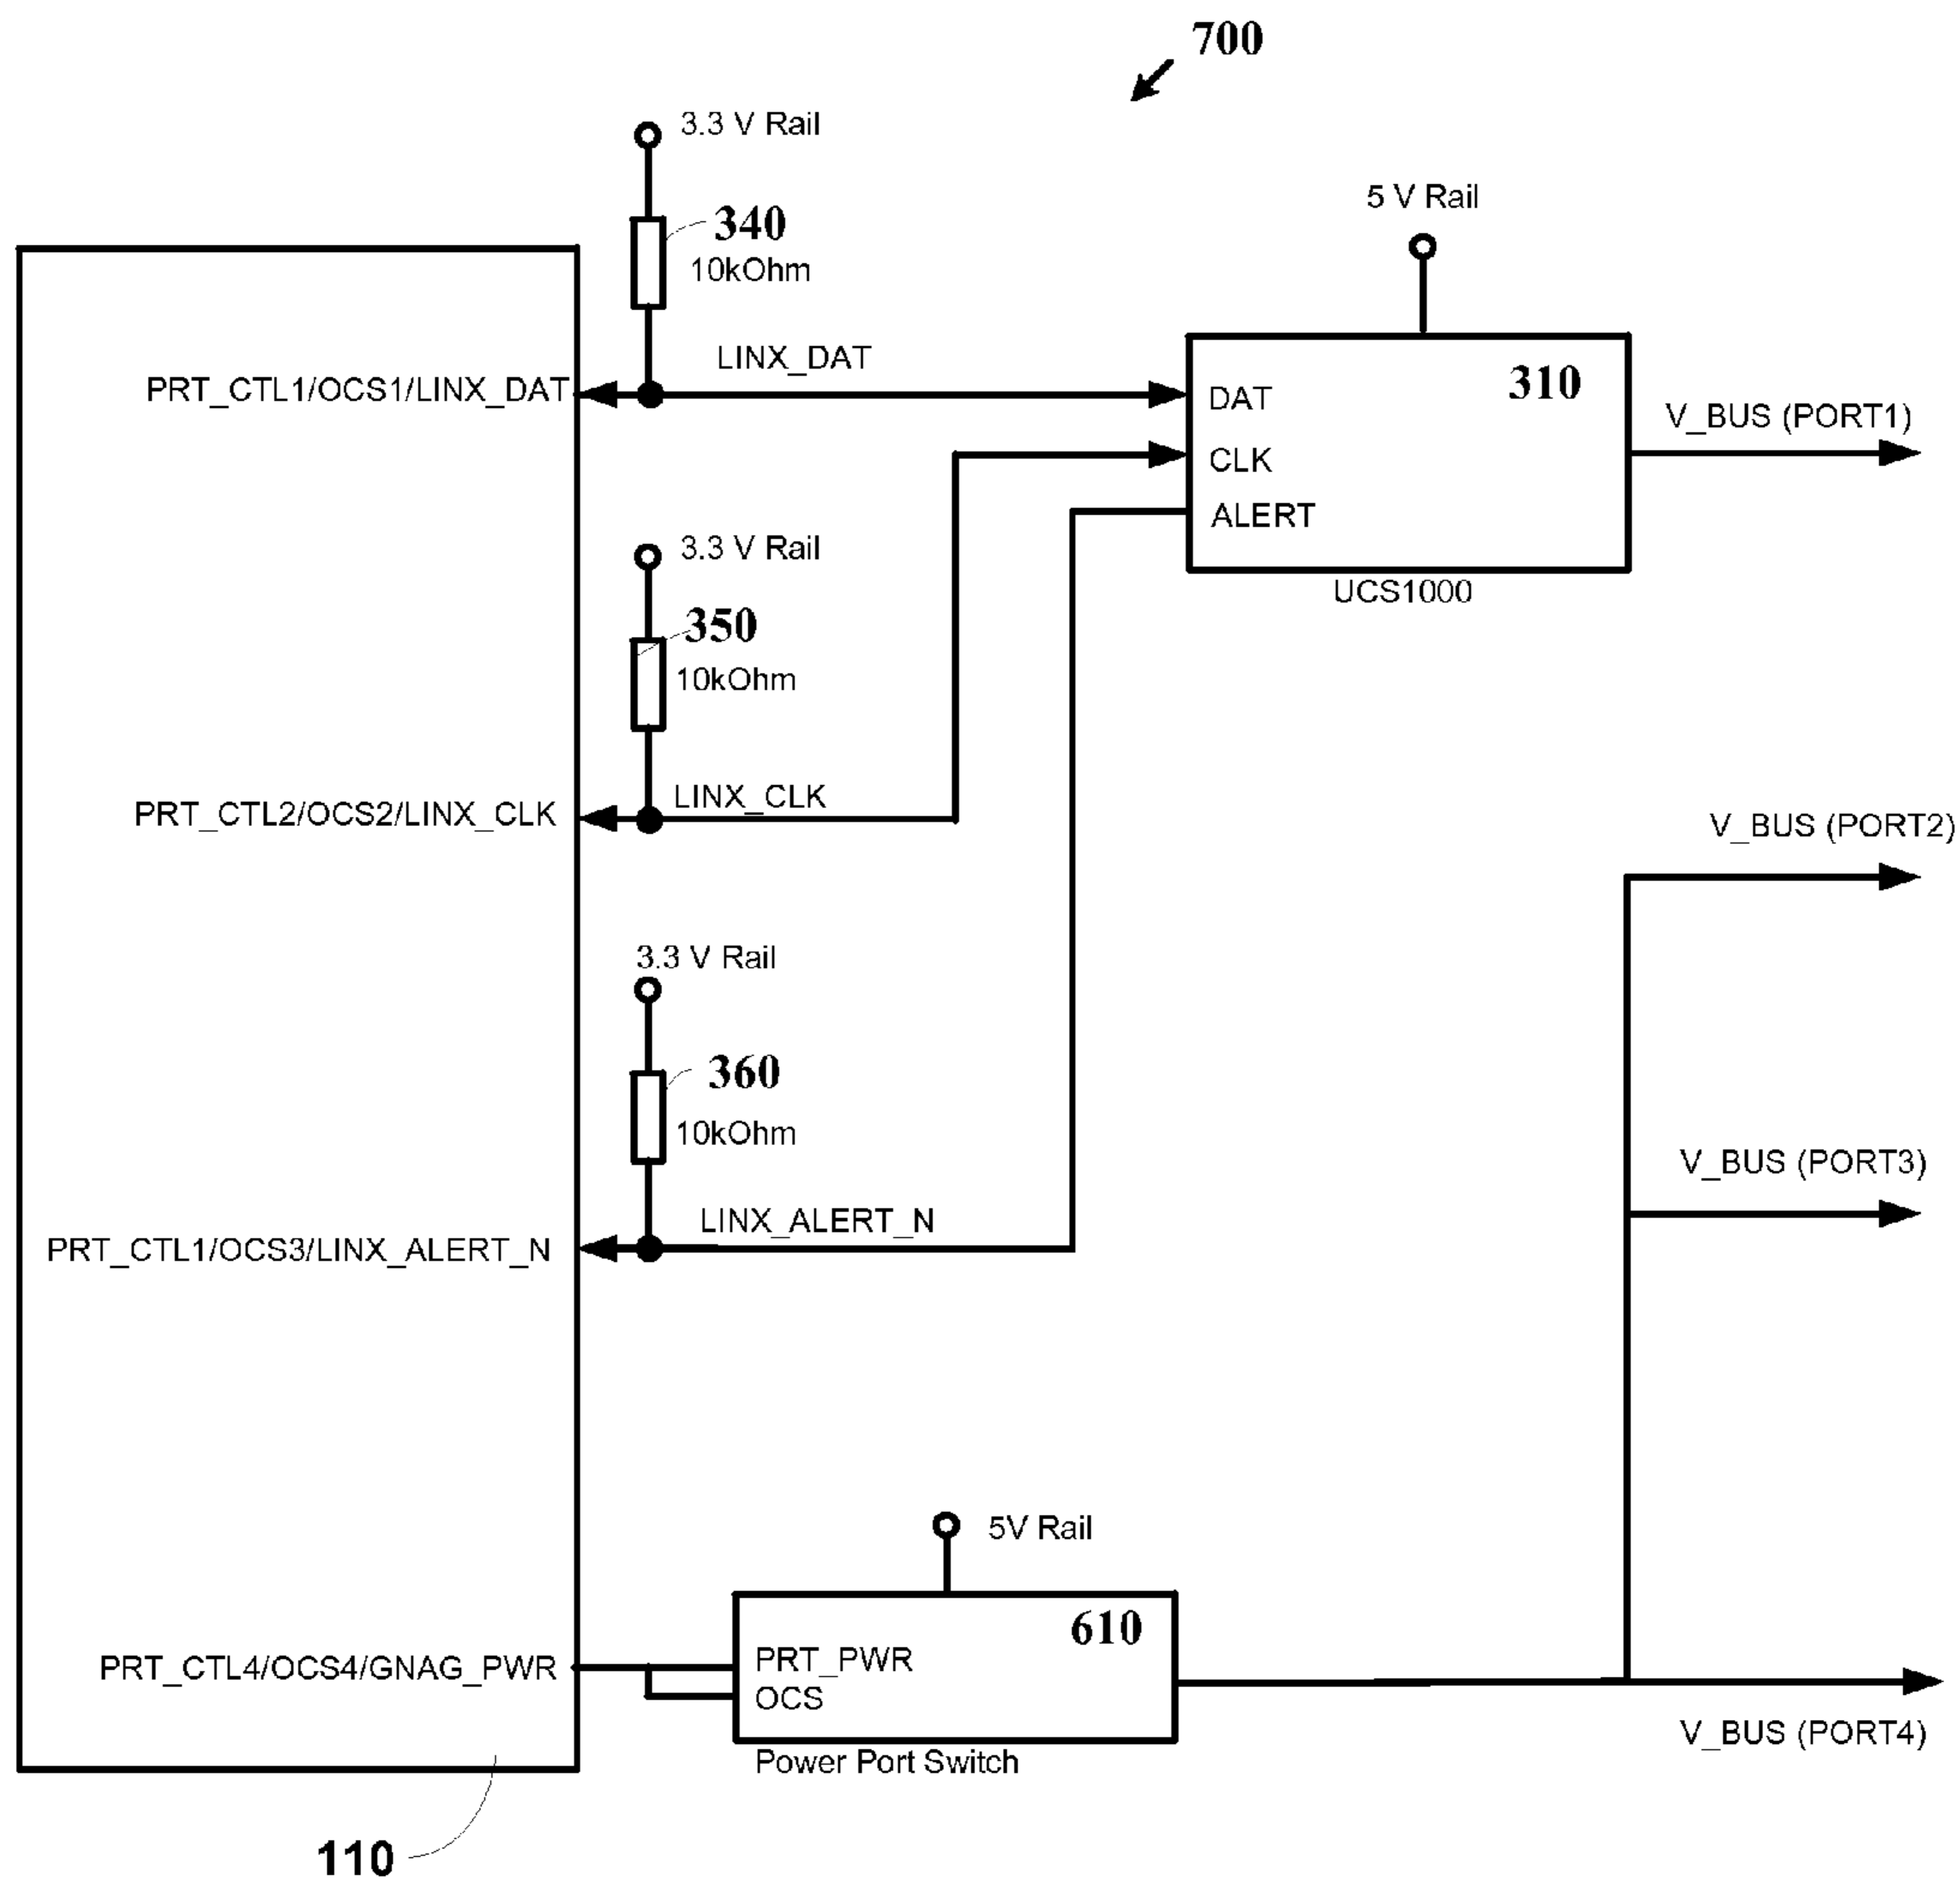 700
3.3 V Rail
340
10kOhm
5 V Rail
LINX_DAT
PRT_CTL1/OCS1/LINX_DAT
DAT
310
CLK
ALERT
V_BUS (PORT1)
UCS1000
3.3 V Rail
350
10kOhm
LINX_CLK
PRT_CTL2/OCS2/LINX_CLK
V_BUS (PORT2)
3.3 V Rail
360
10kOhm
V_BUS (PORT3)
LINX_ALERT_N
PRT_CTL1/OCS3/LINX_ALERT_N
5V Rail
610
PRT_CTL4/OCS4/GNAG_PWR
PRT_PWR
OCS
V_BUS (PORT4)
Power Port Switch
110